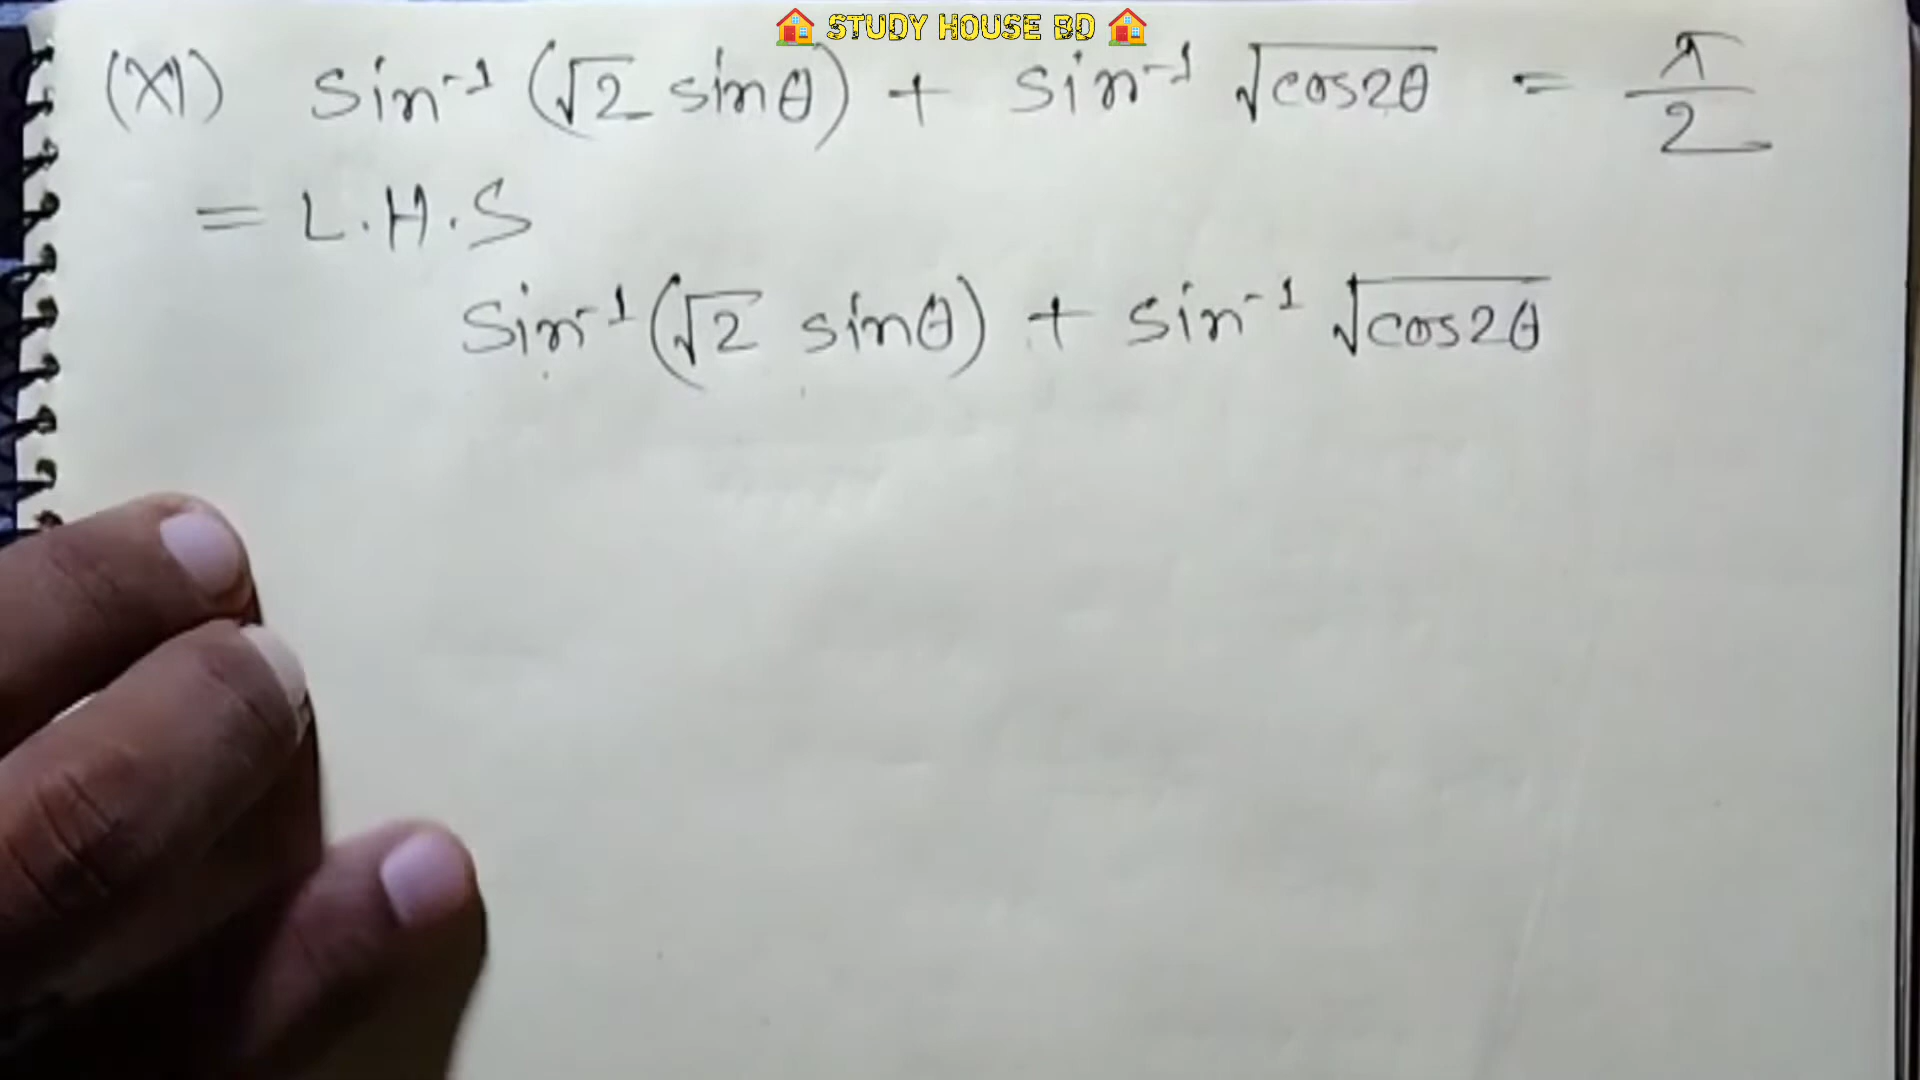 🏠 STUDY HOUSE BD 🏠
(XI) sin⁻¹ (√2 sinθ) + sin⁻¹ √cos2θ = π/2
= L.H.S
sin⁻¹ (√2 sinθ) + sin⁻¹ √cos2θ